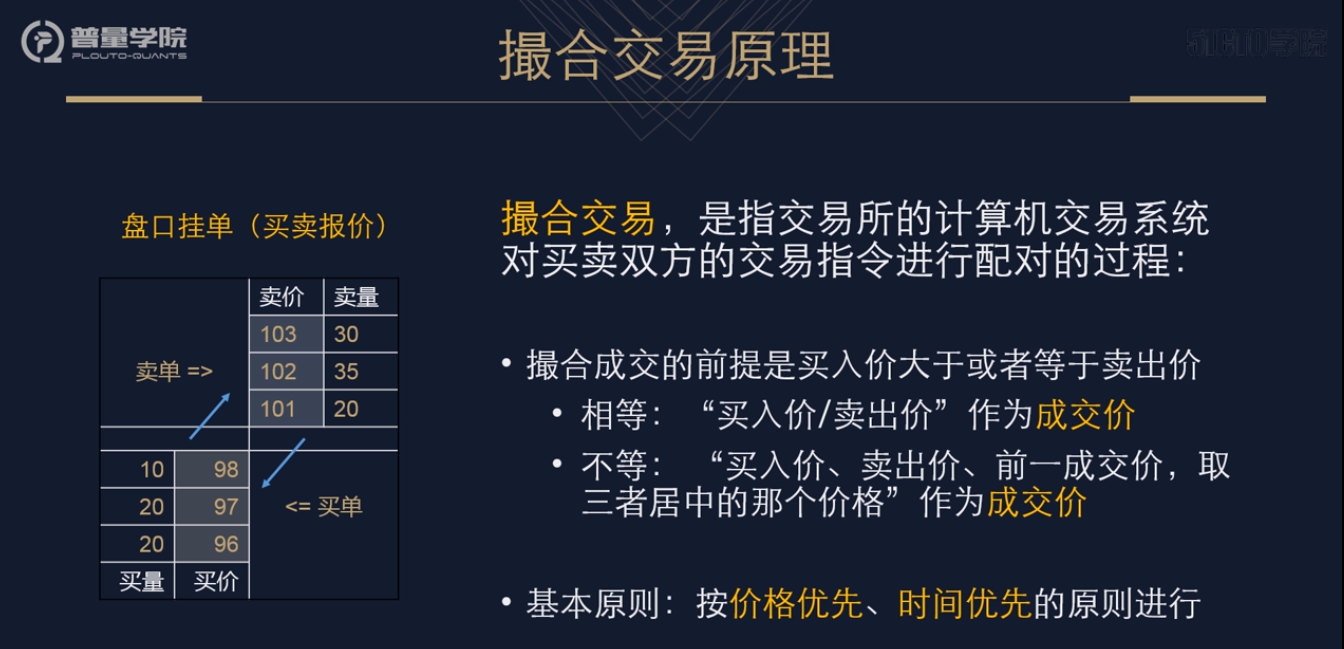 普量学院
PLOUTO-QUANTS
撮合交易原理
51CTO学院
盘口挂单（买卖报价）
卖价 卖量
103 30
卖单 => 102 35
101 20
10 98
20 97 <= 买单
20 96
买量 买价
撮合交易，是指交易所的计算机交易系统
对买卖双方的交易指令进行配对的过程：
• 撮合成交的前提是买入价大于或者等于卖出价
• 相等：“买入价/卖出价”作为成交价
• 不等：“买入价、卖出价、前一成交价，取
三者居中的那个价格”作为成交价
• 基本原则：按价格优先、时间优先的原则进行